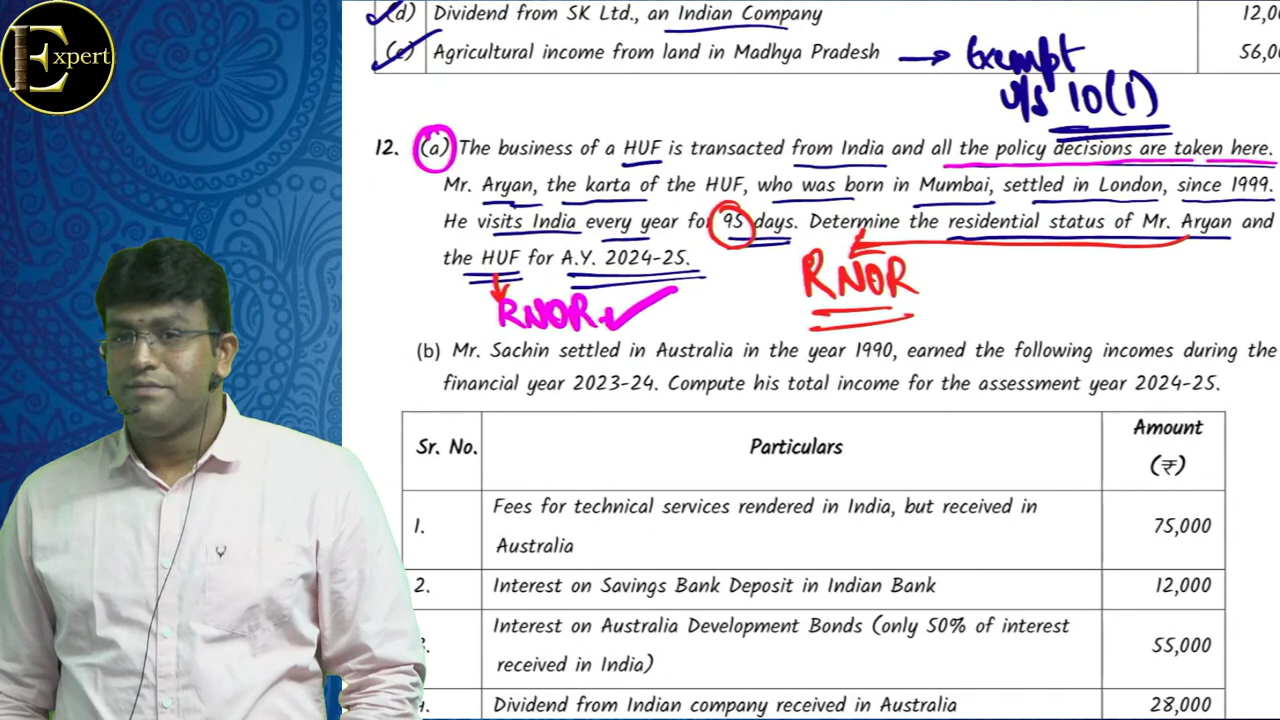 Expert
(d) Dividend from SK Ltd., an Indian Company 12,0
(e) Agricultural income from land in Madhya Pradesh → Exempt 56,0
u/s 10(1)
12. (a) The business of a HUF is transacted from India and all the policy decisions are taken here.
Mr. Aryan, the karta of the HUF, who was born in Mumbai, settled in London, since 1999.
He visits India every year for 95 days. Determine the residential status of Mr. Aryan and
the HUF for A.Y. 2024-25.
RNOR
RNOR ✓
(b) Mr. Sachin settled in Australia in the year 1990, earned the following incomes during the
financial year 2023-24. Compute his total income for the assessment year 2024-25.
Sr. No. Particulars Amount
(₹)
1. Fees for technical services rendered in India, but received in
Australia 75,000
2. Interest on Savings Bank Deposit in Indian Bank 12,000
Interest on Australia Development Bonds (only 50% of interest
received in India) 55,000
Dividend from Indian company received in Australia 28,000